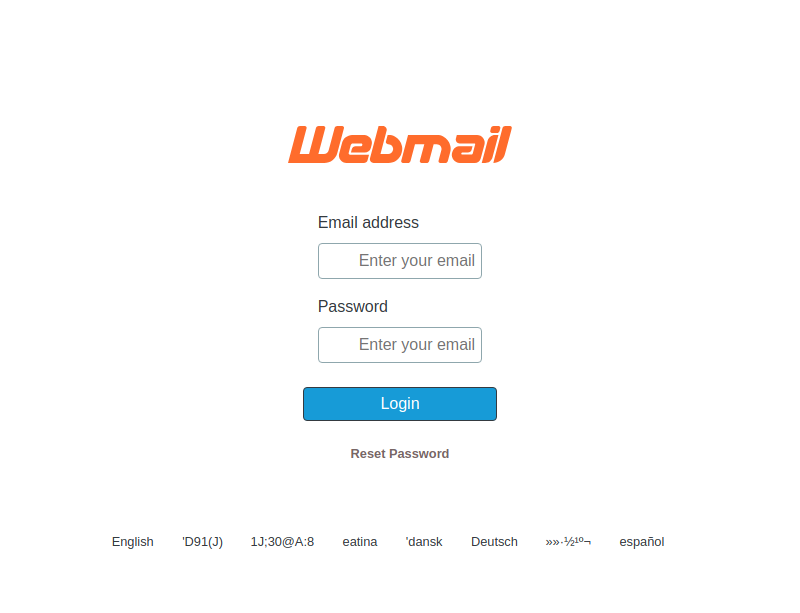 Webmail
Email address
Enter your email
Password
Enter your email
Login
Reset Password
English 'D91(J) 1J;30@A:8 eatina 'dansk Deutsch »»·½¹º¬ español